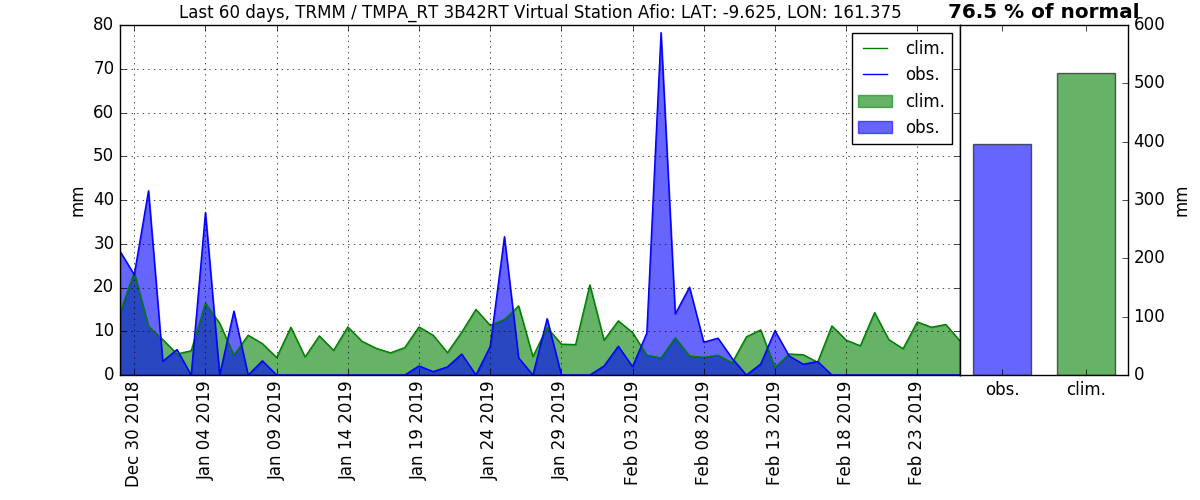 Last 60 days, TRMM / TMPA_RT 3B42RT Virtual Station Afio: LAT: -9.625, LON: 161.375
76.5 % of normal
80
70
60
50
40
30
20
10
0
mm
clim.
obs.
clim.
obs.
Dec 30 2018
Jan 04 2019
Jan 09 2019
Jan 14 2019
Jan 19 2019
Jan 24 2019
Jan 29 2019
Feb 03 2019
Feb 08 2019
Feb 13 2019
Feb 18 2019
Feb 23 2019
600
500
400
300
200
100
0
mm
obs.
clim.